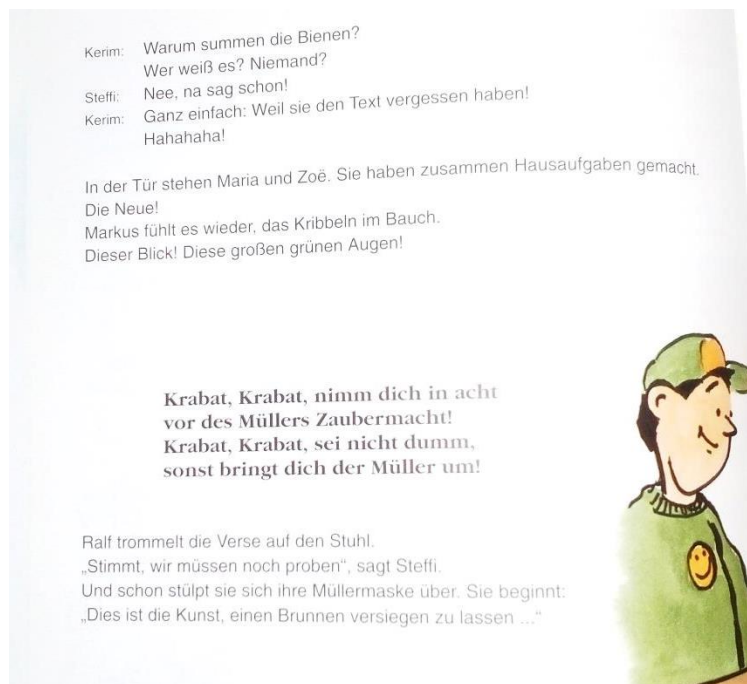 Kerim: Warum summen die Bienen?
Wer weiß es? Niemand?
Steffi: Nee, na sag schon!
Kerim: Ganz einfach: Weil sie den Text vergessen haben!
Hahahaha!
In der Tür stehen Maria und Zoë. Sie haben zusammen Hausaufgaben gemacht.
Die Neue!
Markus fühlt es wieder, das Kribbeln im Bauch.
Dieser Blick! Diese großen grünen Augen!
Krabat, Krabat, nimm dich in acht
vor des Müllers Zaubermacht!
Krabat, Krabat, sei nicht dumm,
sonst bringt dich der Müller um!
Ralf trommelt die Verse auf den Stuhl.
„Stimmt, wir müssen noch proben“, sagt Steffi.
Und schon stülpt sie sich ihre Müllermaske über. Sie beginnt:
„Dies ist die Kunst, einen Brunnen versiegen zu lassen ...“